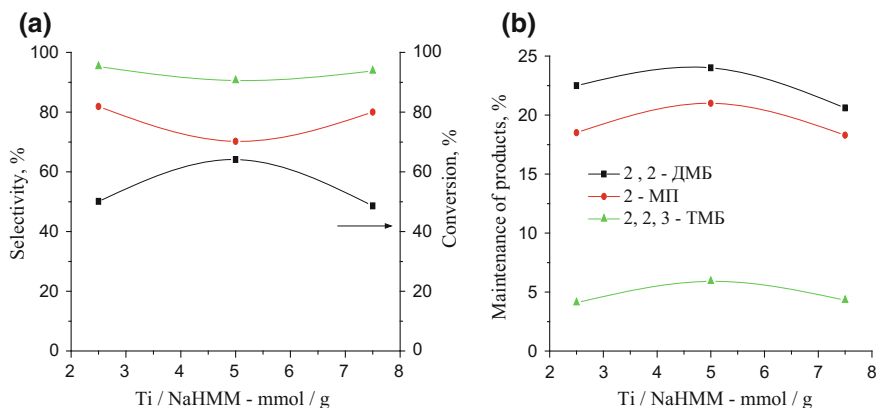 (a)
100
80
60
40
20
0
Selectivity, %
2 3 4 5 6 7 8
Ti / NaHMM - mmol / g
100
80
60
40
20
0
Conversion, %
(b)
25
20
15
10
5
0
Maintenance of products, %
2 , 2 - ДМБ
2 - МП
2, 2, 3 - ТМБ
2 3 4 5 6 7 8
Ti / NaHMM - mmol / g